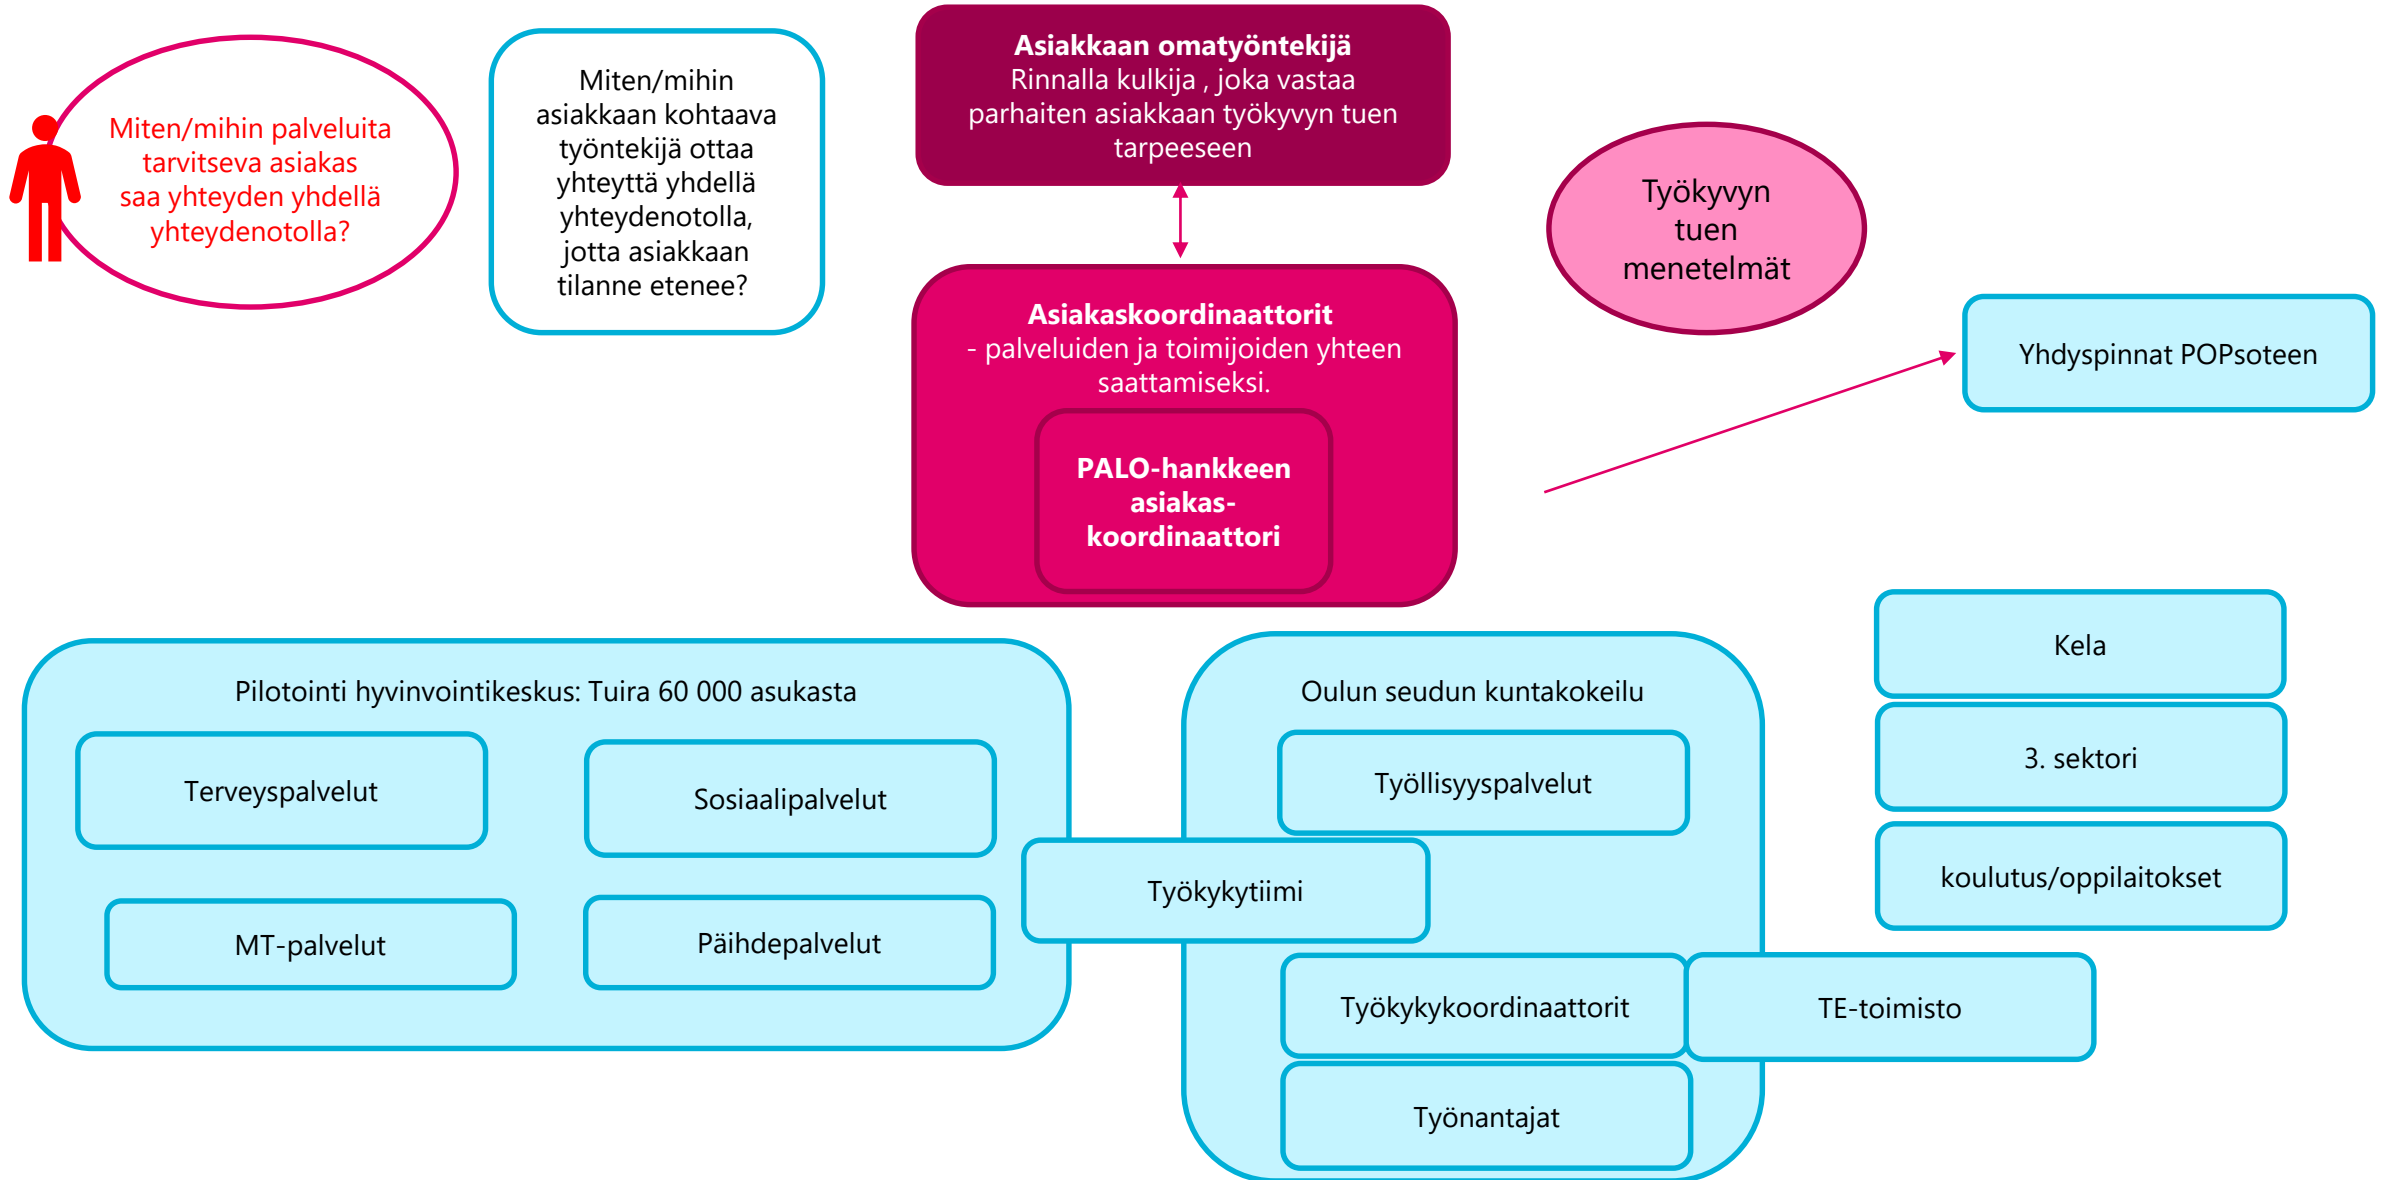 Miten/mihin palveluita
tarvitseva asiakas
saa yhteyden yhdellä
yhteydenotolla?
Miten/mihin
asiakkaan kohtaava
työntekijä ottaa
yhteyttä yhdellä
yhteydenotolla,
jotta asiakkaan
tilanne etenee?
Asiakkaan omatyöntekijä
Rinnalla kulkija , joka vastaa
parhaiten asiakkaan työkyvyn tuen
tarpeeseen
Työkyvyn
tuen
menetelmät
Asiakaskoordinaattorit
- palveluiden ja toimijoiden yhteen
saattamiseksi.
PALO-hankkeen
asiakas-
koordinaattori
Yhdyspinnat POPsoteen
Pilotointi hyvinvointikeskus: Tuira 60 000 asukasta
Terveyspalvelut
Sosiaalipalvelut
MT-palvelut
Päihdepalvelut
Työkykytiimi
Oulun seudun kuntakokeilu
Työllisyyspalvelut
Työkykykoordinaattorit
Työnantajat
Kela
3. sektori
koulutus/oppilaitokset
TE-toimisto